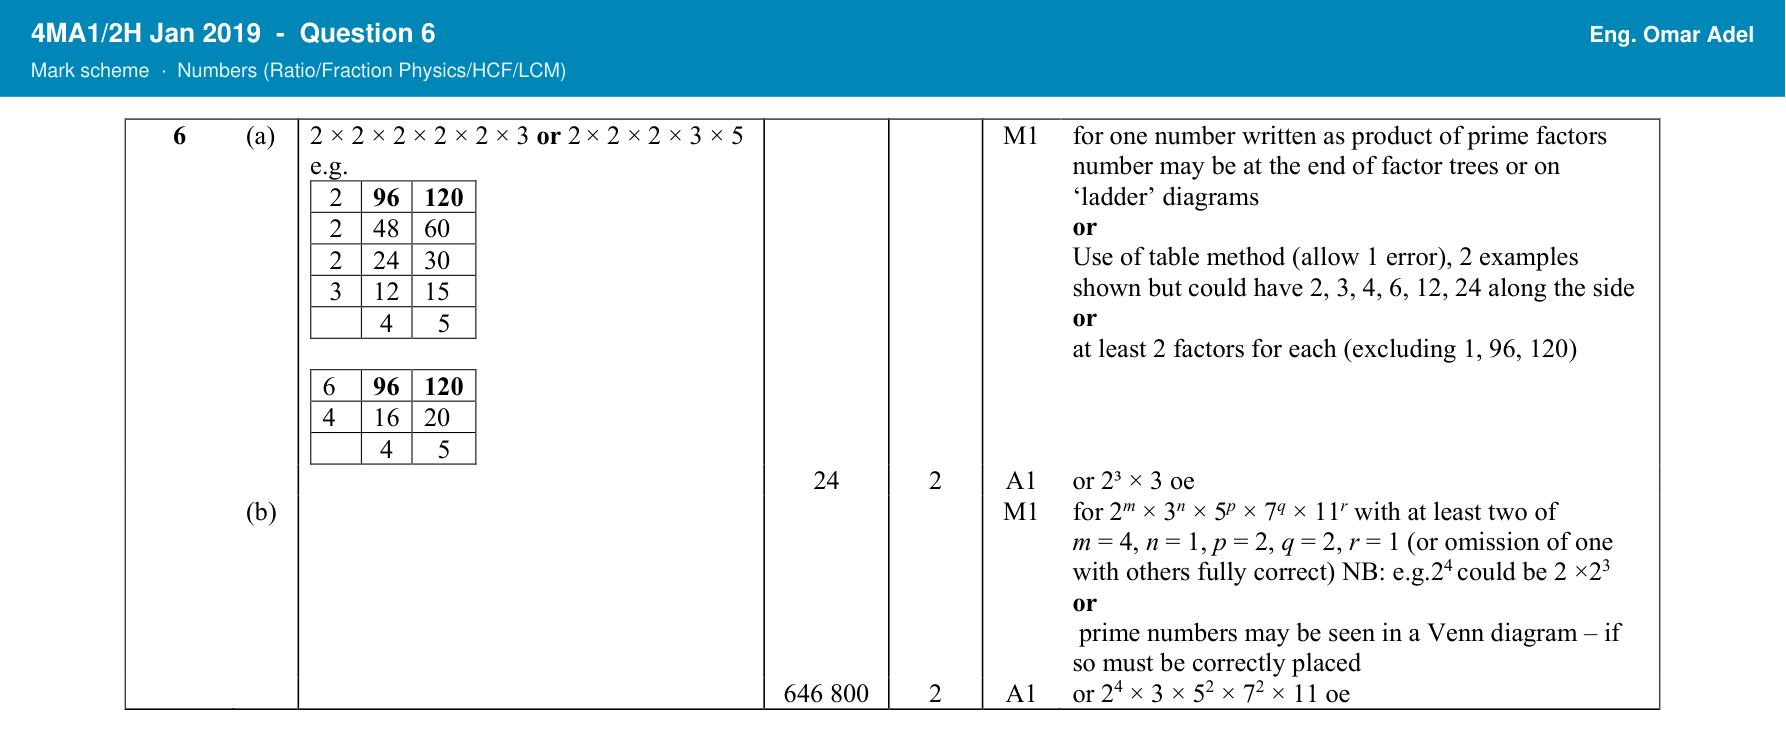 4MA1/2H Jan 2019 - Question 6
Eng. Omar Adel
Mark scheme · Numbers (Ratio/Fraction Physics/HCF/LCM)
6 (a) 2 × 2 × 2 × 2 × 2 × 3 or 2 × 2 × 2 × 3 × 5 M1 for one number written as product of prime factors
e.g. number may be at the end of factor trees or on
2 96 120 ‘ladder’ diagrams
2 48 60 or
2 24 30 Use of table method (allow 1 error), 2 examples
3 12 15 shown but could have 2, 3, 4, 6, 12, 24 along the side
4 5 or
at least 2 factors for each (excluding 1, 96, 120)
6 96 120
4 16 20
4 5
24 2 A1 or 2³ × 3 oe
(b) M1 for 2ᵐ × 3ⁿ × 5ᵖ × 7^q × 11ʳ with at least two of
m = 4, n = 1, p = 2, q = 2, r = 1 (or omission of one
with others fully correct) NB: e.g.2⁴ could be 2 ×2³
or
prime numbers may be seen in a Venn diagram – if
so must be correctly placed
646 800 2 A1 or 2⁴ × 3 × 5² × 7² × 11 oe